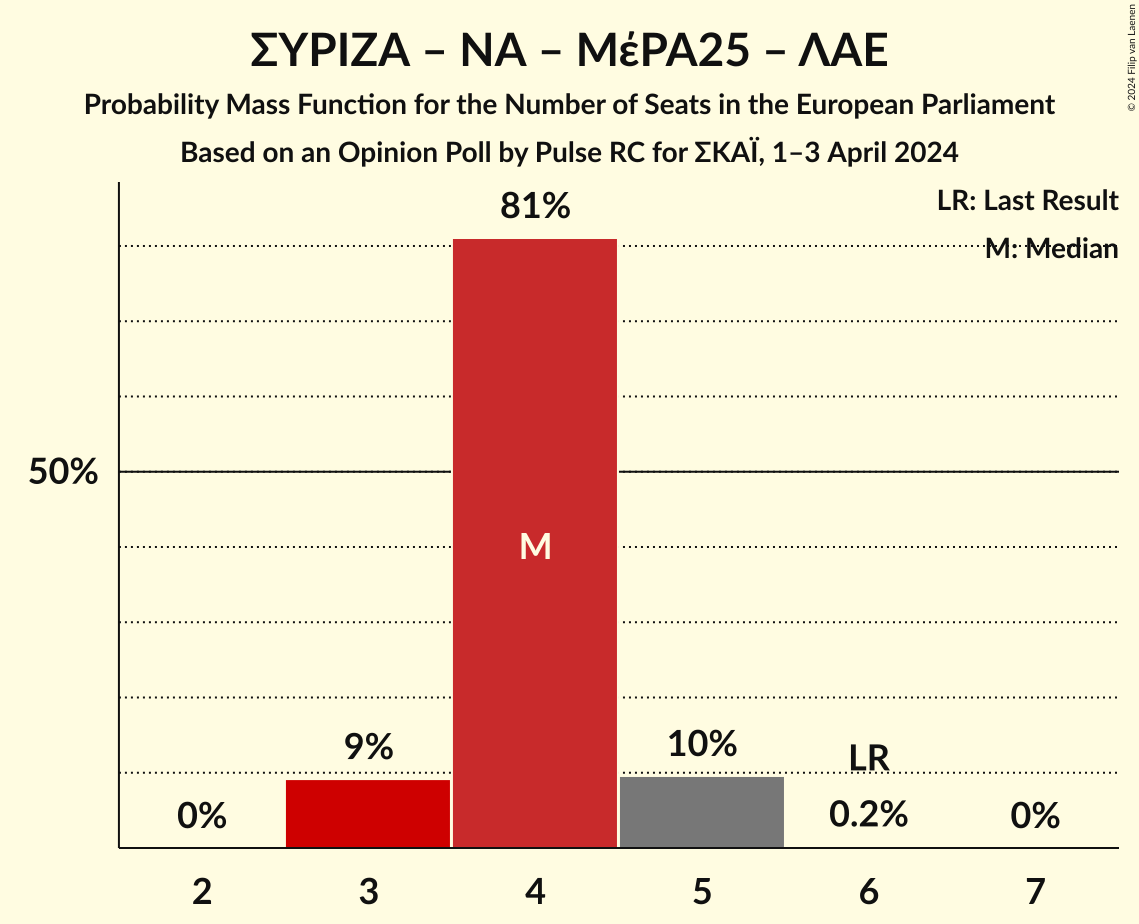 ΣΥΡΙΖΑ – ΝΑ – ΜέΡΑ25 – ΛΑΕ
Probability Mass Function for the Number of Seats in the European Parliament
Based on an Opinion Poll by Pulse RC for ΣΚΑΪ, 1–3 April 2024
© 2024 Filip van Laenen
LR: Last Result
M: Median
81%
50%
M
9%
10%
LR
0%
0.2%
0%
2 3 4 5 6 7